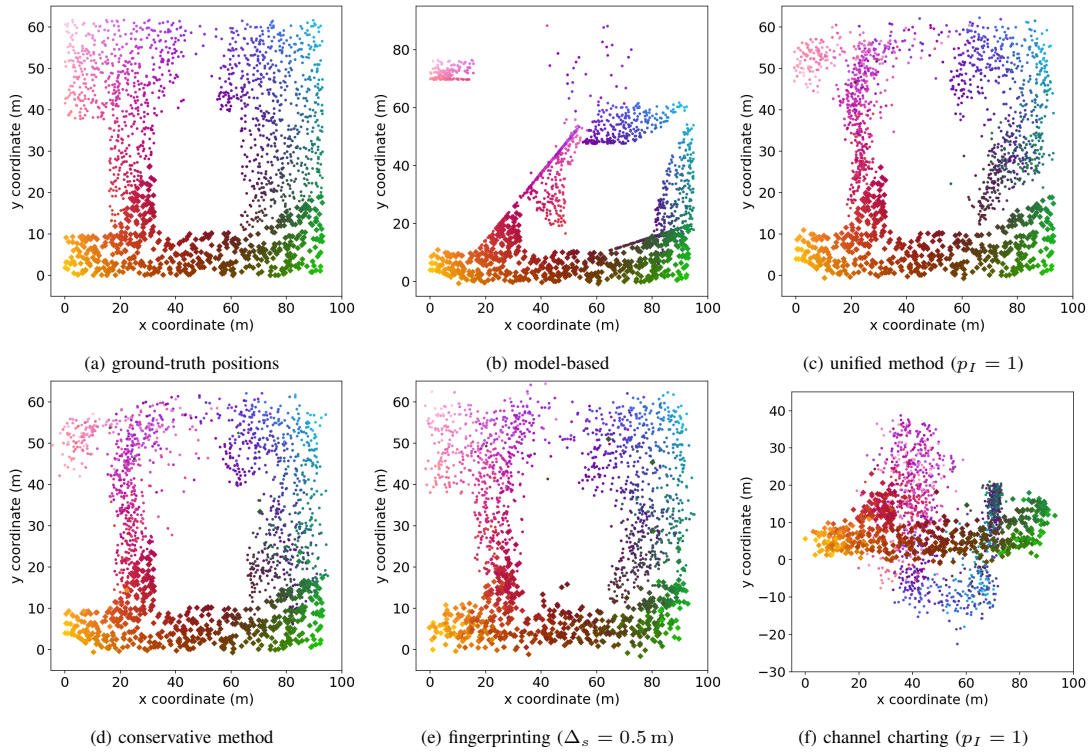 60
50
40
30
20
10
0
y coordinate (m)
0 20 40 60 80 100
x coordinate (m)
(a) ground-truth positions
80
60
40
20
0
y coordinate (m)
0 20 40 60 80 100
x coordinate (m)
(b) model-based
60
50
40
30
20
10
0
y coordinate (m)
0 20 40 60 80 100
x coordinate (m)
(c) unified method (p_I = 1)
60
50
40
30
20
10
0
y coordinate (m)
0 20 40 60 80 100
x coordinate (m)
(d) conservative method
60
50
40
30
20
10
0
y coordinate (m)
0 20 40 60 80 100
x coordinate (m)
(e) fingerprinting (Δ_s = 0.5 m)
40
30
20
10
0
−10
−20
−30
y coordinate (m)
0 20 40 60 80 100
x coordinate (m)
(f) channel charting (p_I = 1)